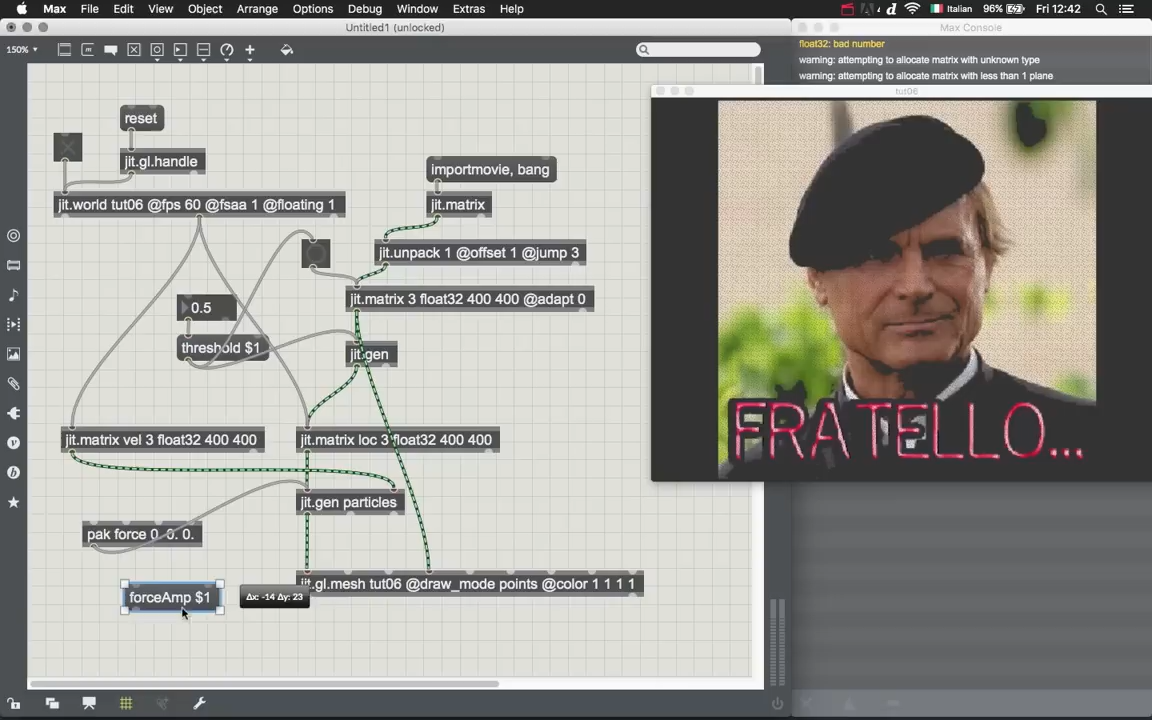 Max File Edit View Object Arrange Options Debug Window Extras Help
Italian 96% Fri 12:42
Untitled1 (unlocked)
Max Console
150%
float32: bad number
warning: attempting to allocate matrix with unknown type
warning: attempting to allocate matrix with less than 1 plane
tut06
reset
jit.gl.handle
importmovie, bang
jit.world tut06 @fps 60 @fsaa 1 @floating 1
jit.matrix
jit.unpack 1 @offset 1 @jump 3
0.5
jit.matrix 3 float32 400 400 @adapt 0
threshold $1
jit.gen
jit.matrix vel 3 float32 400 400
jit.matrix loc 3 float32 400 400
FRATELLO...
jit.gen particles
pak force 0. 0. 0.
jit.gl.mesh tut06 @draw_mode points @color 1 1 1 1
forceAmp $1
Δx: -14 Δy: 23